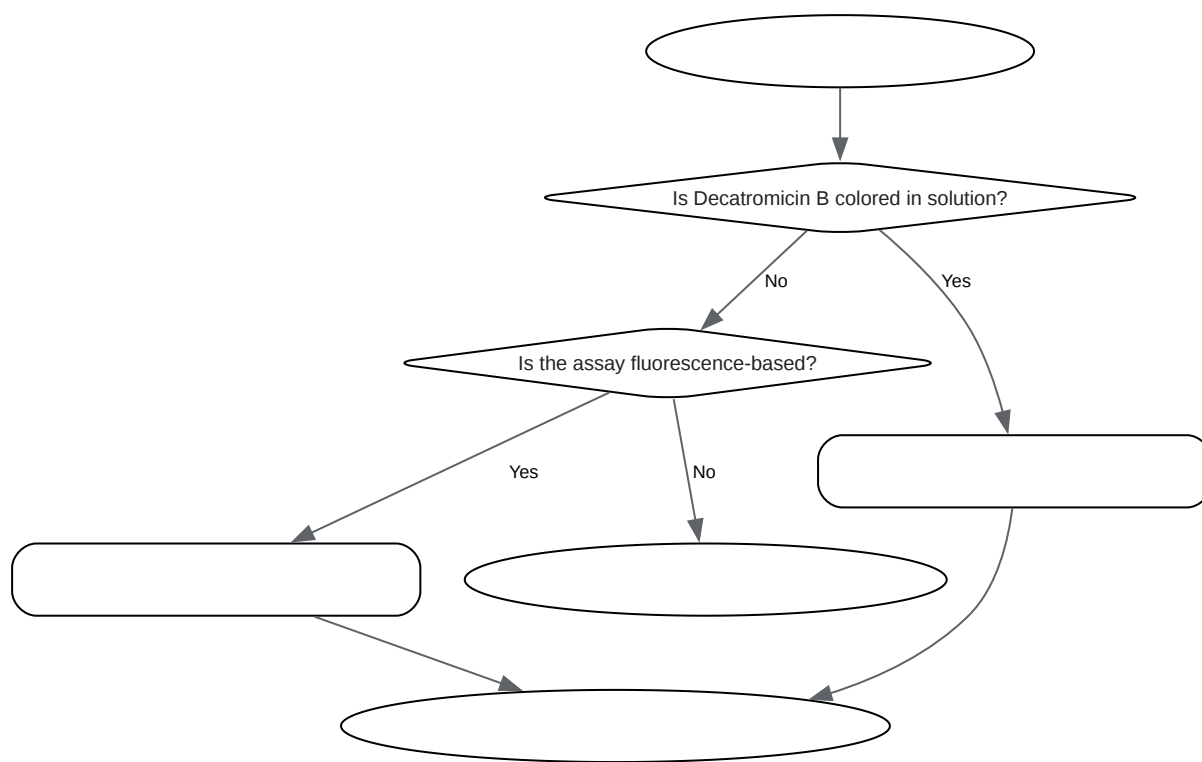 Is Decatromicin B colored in solution?
No
Yes
Is the assay fluorescence-based?
Yes
No